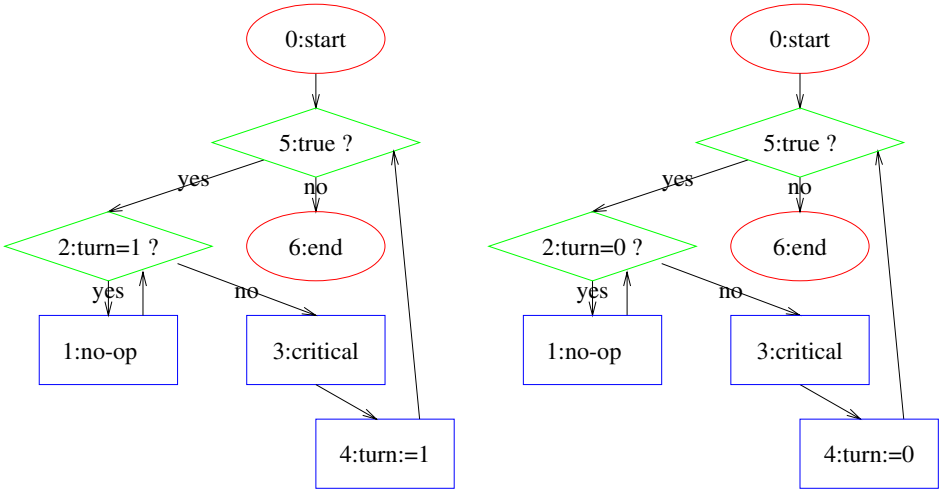 0:start
5:true ?
yes
no
2:turn=1 ?
6:end
yes
no
1:no-op
3:critical
4:turn:=1
0:start
5:true ?
yes
no
2:turn=0 ?
6:end
yes
no
1:no-op
3:critical
4:turn:=0